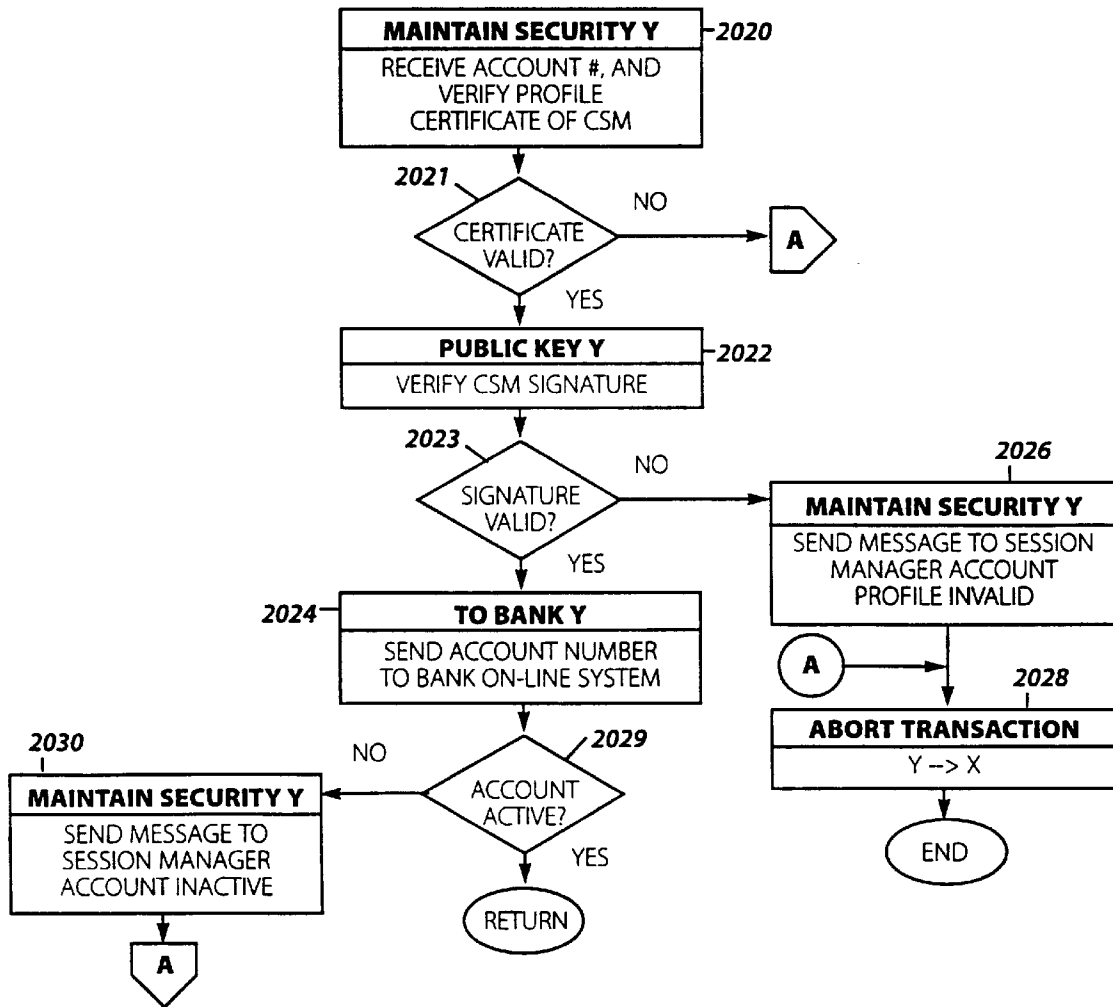 MAINTAIN SECURITY Y
2020
RECEIVE ACCOUNT #, AND
VERIFY PROFILE
CERTIFICATE OF CSM
2021
CERTIFICATE
VALID?
NO
A
YES
PUBLIC KEY Y
2022
VERIFY CSM SIGNATURE
2023
SIGNATURE
VALID?
NO
YES
2026
MAINTAIN SECURITY Y
SEND MESSAGE TO SESSION
MANAGER ACCOUNT
PROFILE INVALID
2024
TO BANK Y
SEND ACCOUNT NUMBER
TO BANK ON-LINE SYSTEM
A
2028
ABORT TRANSACTION
Y --> X
END
2029
ACCOUNT
ACTIVE?
NO
YES
2030
MAINTAIN SECURITY Y
SEND MESSAGE TO
SESSION MANAGER
ACCOUNT INACTIVE
RETURN
A